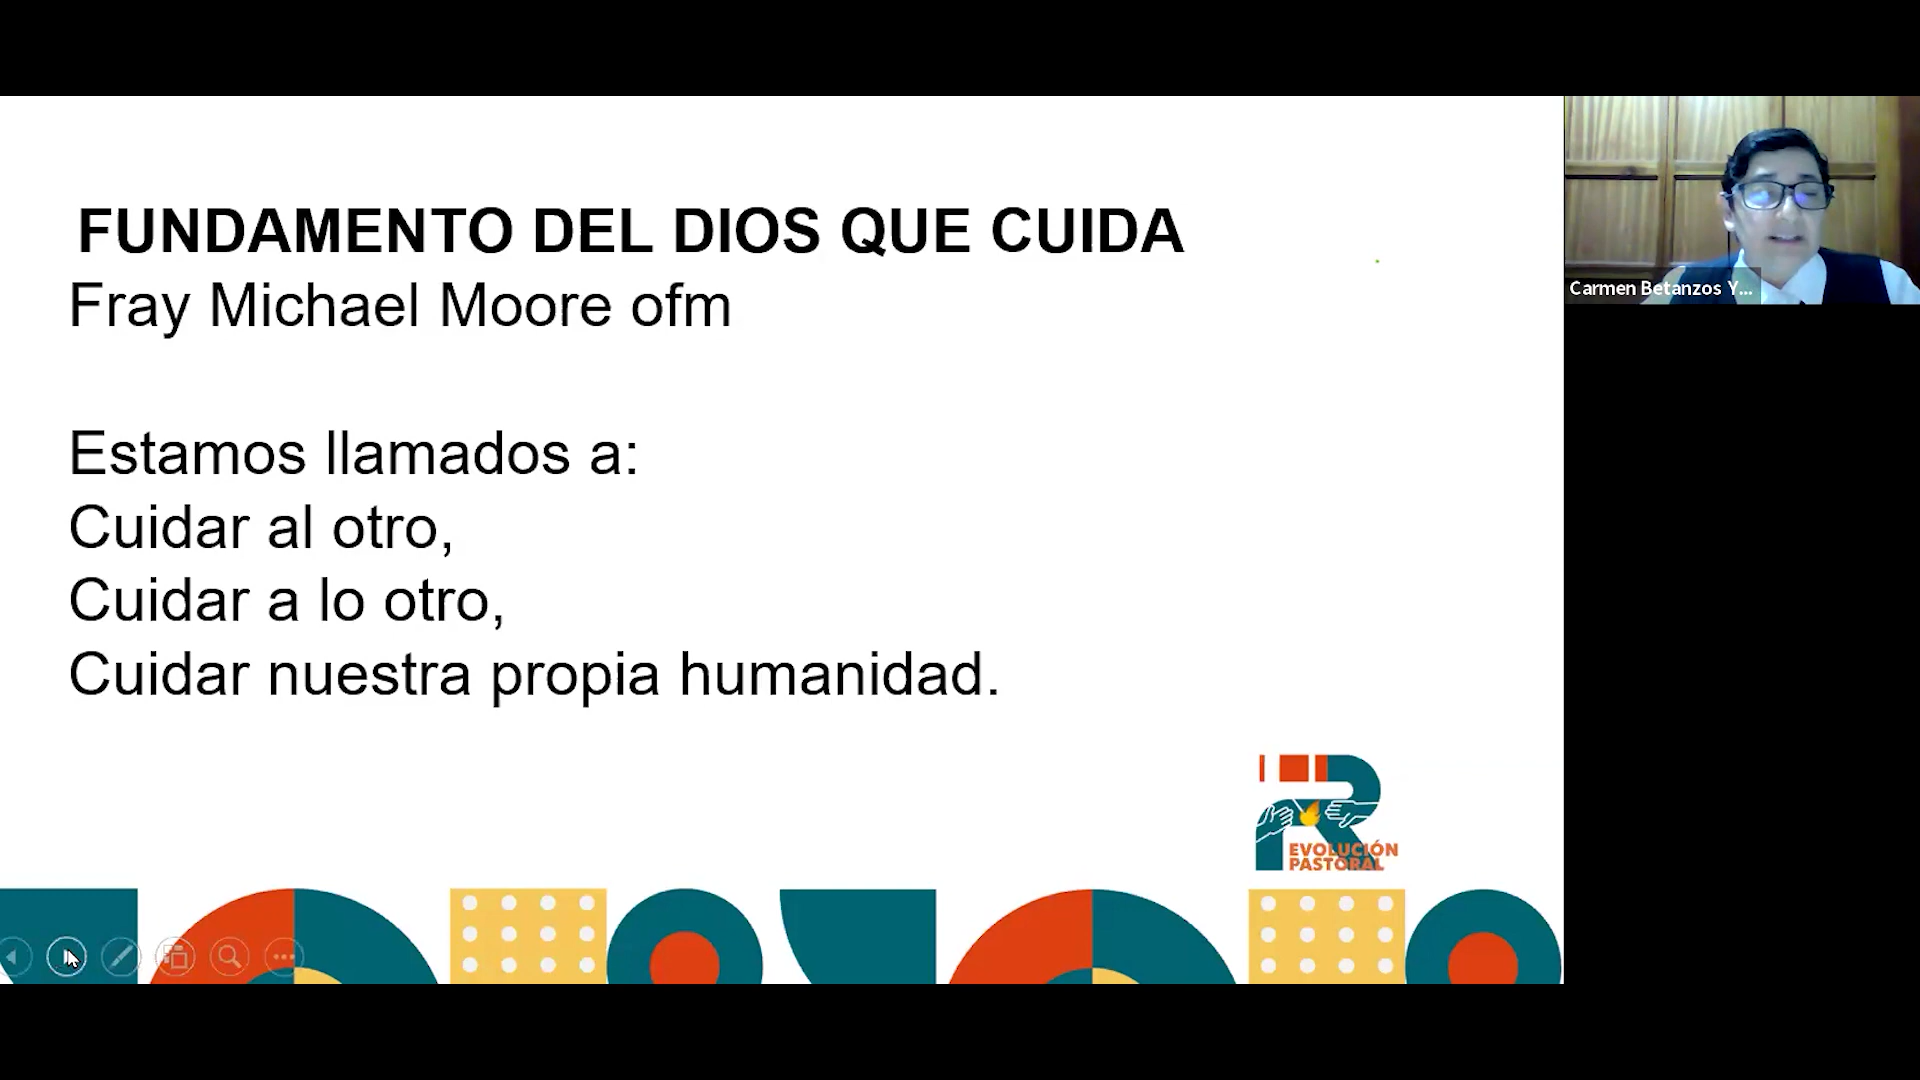 FUNDAMENTO DEL DIOS QUE CUIDA
Fray Michael Moore ofm
Estamos llamados a:
Cuidar al otro,
Cuidar a lo otro,
Cuidar nuestra propia humanidad.
Carmen Betanzos Y...
R
EVOLUCIÓN
PASTORAL